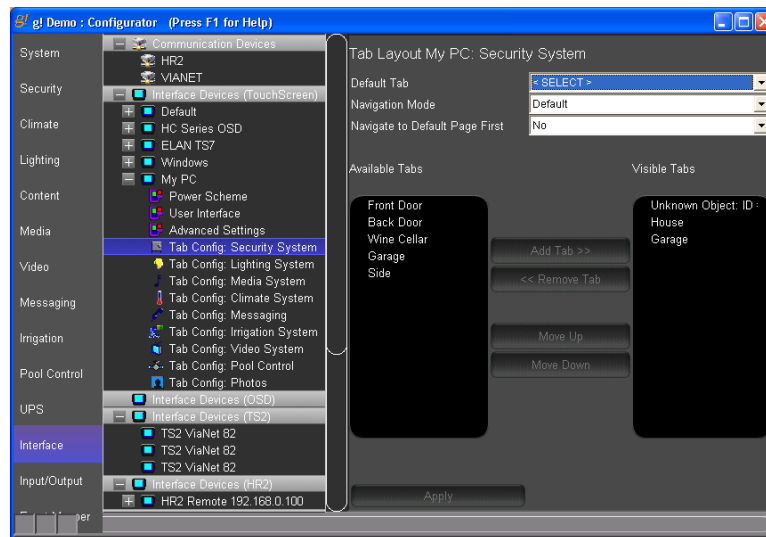 g! g! Demo : Configurator (Press F1 for Help)
System
Security
Climate
Lighting
Content
Media
Video
Messaging
Irrigation
Pool Control
UPS
Interface
Input/Output
Communication Devices
HR2
VIANET
Interface Devices (TouchScreen)
Default
HC Series OSD
ELAN TS7
Windows
My PC
Power Scheme
User Interface
Advanced Settings
Tab Config: Security System
Tab Config: Lighting System
Tab Config: Media System
Tab Config: Climate System
Tab Config: Messaging
Tab Config: Irrigation System
Tab Config: Video System
Tab Config: Pool Control
Tab Config: Photos
Interface Devices (OSD)
Interface Devices (TS2)
TS2 ViaNet 82
TS2 ViaNet 82
TS2 ViaNet 82
Interface Devices (HR2)
HR2 Remote 192.168.0.100
Tab Layout My PC: Security System
Default Tab < SELECT >
Navigation Mode Default
Navigate to Default Page First No
Available Tabs
Front Door
Back Door
Wine Cellar
Garage
Side
Add Tab >>
<< Remove Tab
Move Up
Move Down
Visible Tabs
Unknown Object: ID :
House
Garage
Apply